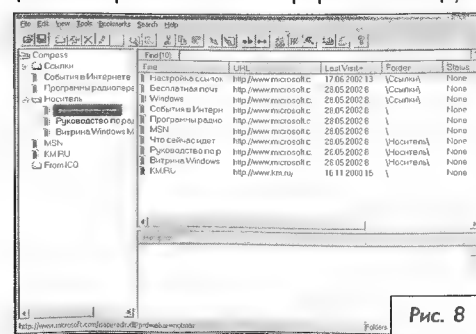 File Edit View Tools Bookmarks Search Help
Compass
Ссылки
События в Интернете
Программы радиопере
Носитель
Руководство по рад
Витрина Windows M
MSN
KM.RU
From ICQ
Find(10)
Title URL Last Visit Folder Status
Настройка ссылок http://www.microsoft.c 17.06.2002 13 \Ссылки\ None
Бесплатная почт http://www.microsoft.c 28.05.2002 8 \Ссылки\ None
Windows http://www.microsoft.c 28.05.2002 8 \Ссылки\ None
События в Интерн http://www.microsoft.c 28.05.2002 8 \ None
Программы радио http://www.microsoft.c 28.05.2002 8 \ None
MSN http://www.microsoft.c 28.05.2002 8 \ None
Что сейчас идет http://www.microsoft.c 28.05.2002 8 \Носитель\ None
Руководство по р http://www.microsoft.c 28.05.2002 8 \Носитель\ None
Витрина Windows http://www.microsoft.c 28.05.2002 8 \Носитель\ None
KM.RU http://www.km.ru/ 16.11.2000 15 \ None
Folders
Рис. 8